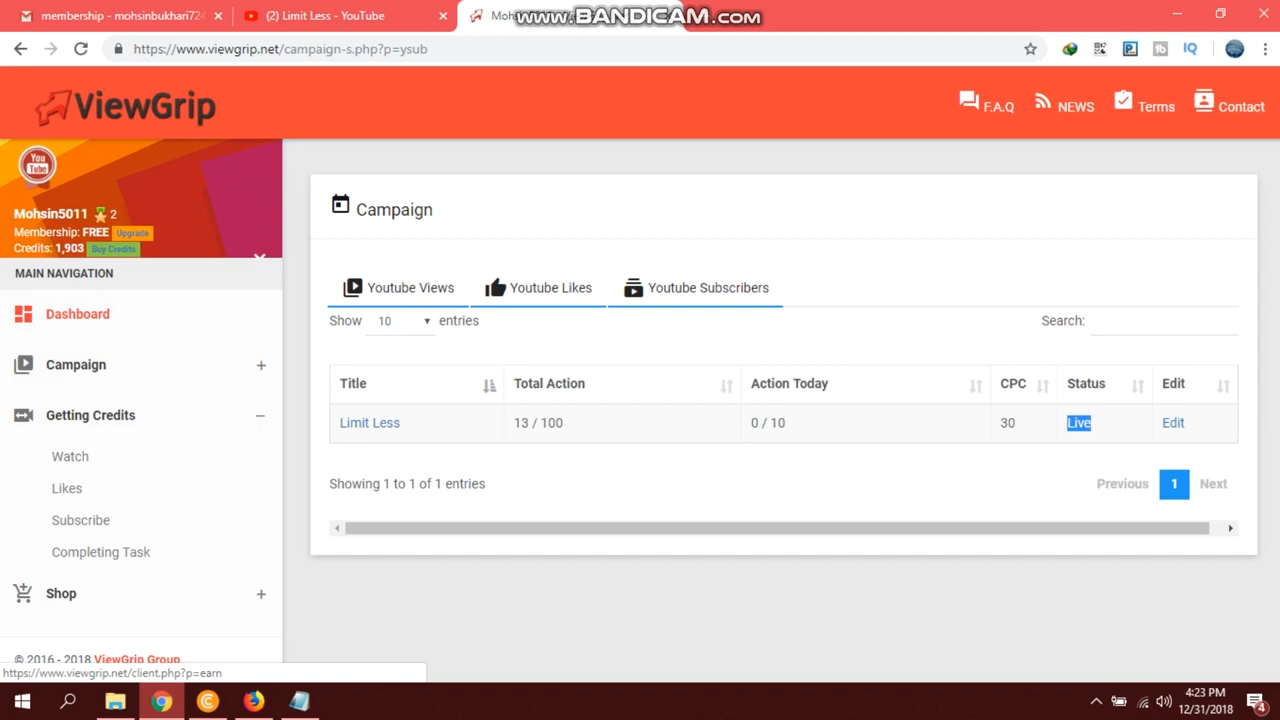 membership - mohsinbukhari724
(2) Limit Less - YouTube
www.BANDICAM.com
https://www.viewgrip.net/campaign-s.php?p=ysub
ViewGrip
F.A.Q
NEWS
Terms
Contact
You
Tube
Mohsin5011 2
Membership: FREE Upgrade
Credits: 1,903 Buy Credits
MAIN NAVIGATION
Dashboard
Campaign +
Getting Credits −
Watch
Likes
Subscribe
Completing Task
Shop +
© 2016 - 2018 ViewGrip Group
https://www.viewgrip.net/client.php?p=earn
Campaign
Youtube Views Youtube Likes Youtube Subscribers
Show 10 entries Search:
Title Total Action Action Today CPC Status Edit
Limit Less 13 / 100 0 / 10 30 Live Edit
Showing 1 to 1 of 1 entries Previous 1 Next
4:23 PM
12/31/2018
4